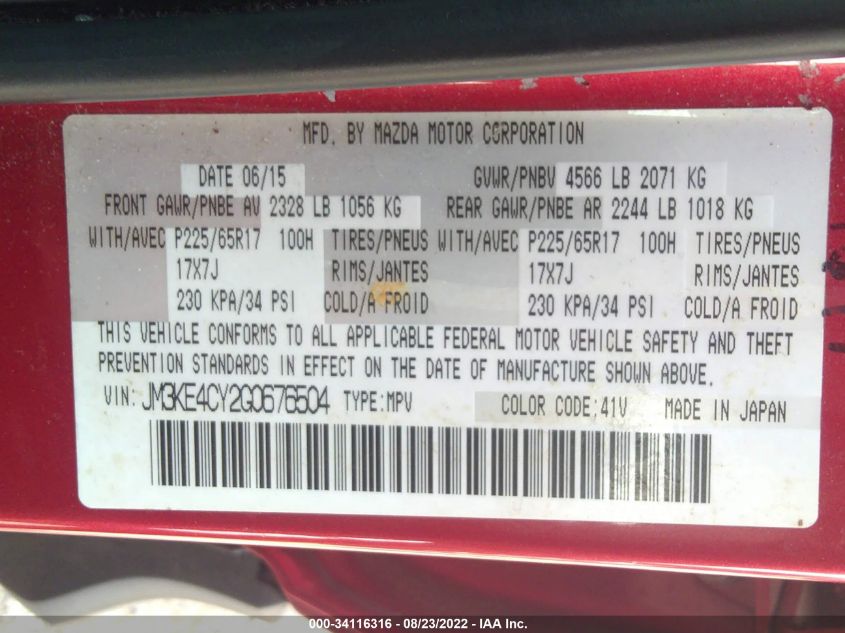 MFD. BY MAZDA MOTOR CORPORATION
DATE 06/15 GVWR/PNBV 4566 LB 2071 KG
FRONT GAWR/PNBE AV 2328 LB 1056 KG REAR GAWR/PNBE AR 2244 LB 1018 KG
WITH/AVEC P225/65R17 100H TIRES/PNEUS WITH/AVEC P225/65R17 100H TIRES/PNEUS
17X7J RIMS/JANTES 17X7J RIMS/JANTES
230 KPA/34 PSI COLD/A FROID 230 KPA/34 PSI COLD/A FROID
THIS VEHICLE CONFORMS TO ALL APPLICABLE FEDERAL MOTOR VEHICLE SAFETY AND THEFT
PREVENTION STANDARDS IN EFFECT ON THE DATE OF MANUFACTURE SHOWN ABOVE.
VIN: JM3KE4CY2G0676504 TYPE:MPV COLOR CODE:41V MADE IN JAPAN
000-34116316 - 08/23/2022 - IAA Inc.